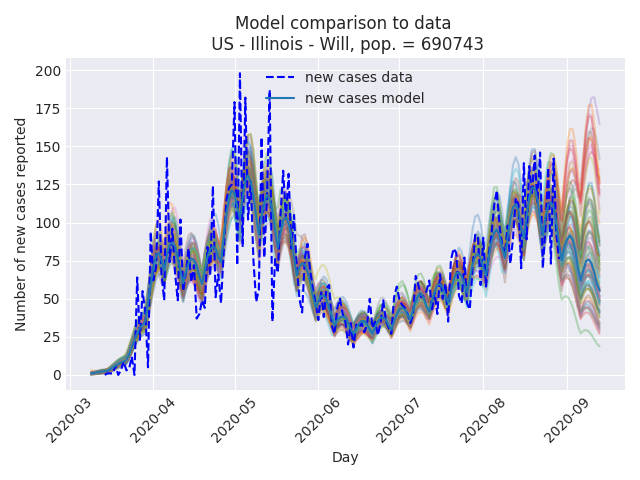 Model comparison to data
US - Illinois - Will, pop. = 690743
new cases data
new cases model
Number of new cases reported
200
175
150
125
100
75
50
25
0
2020-03
2020-04
2020-05
2020-06
2020-07
2020-08
2020-09
Day